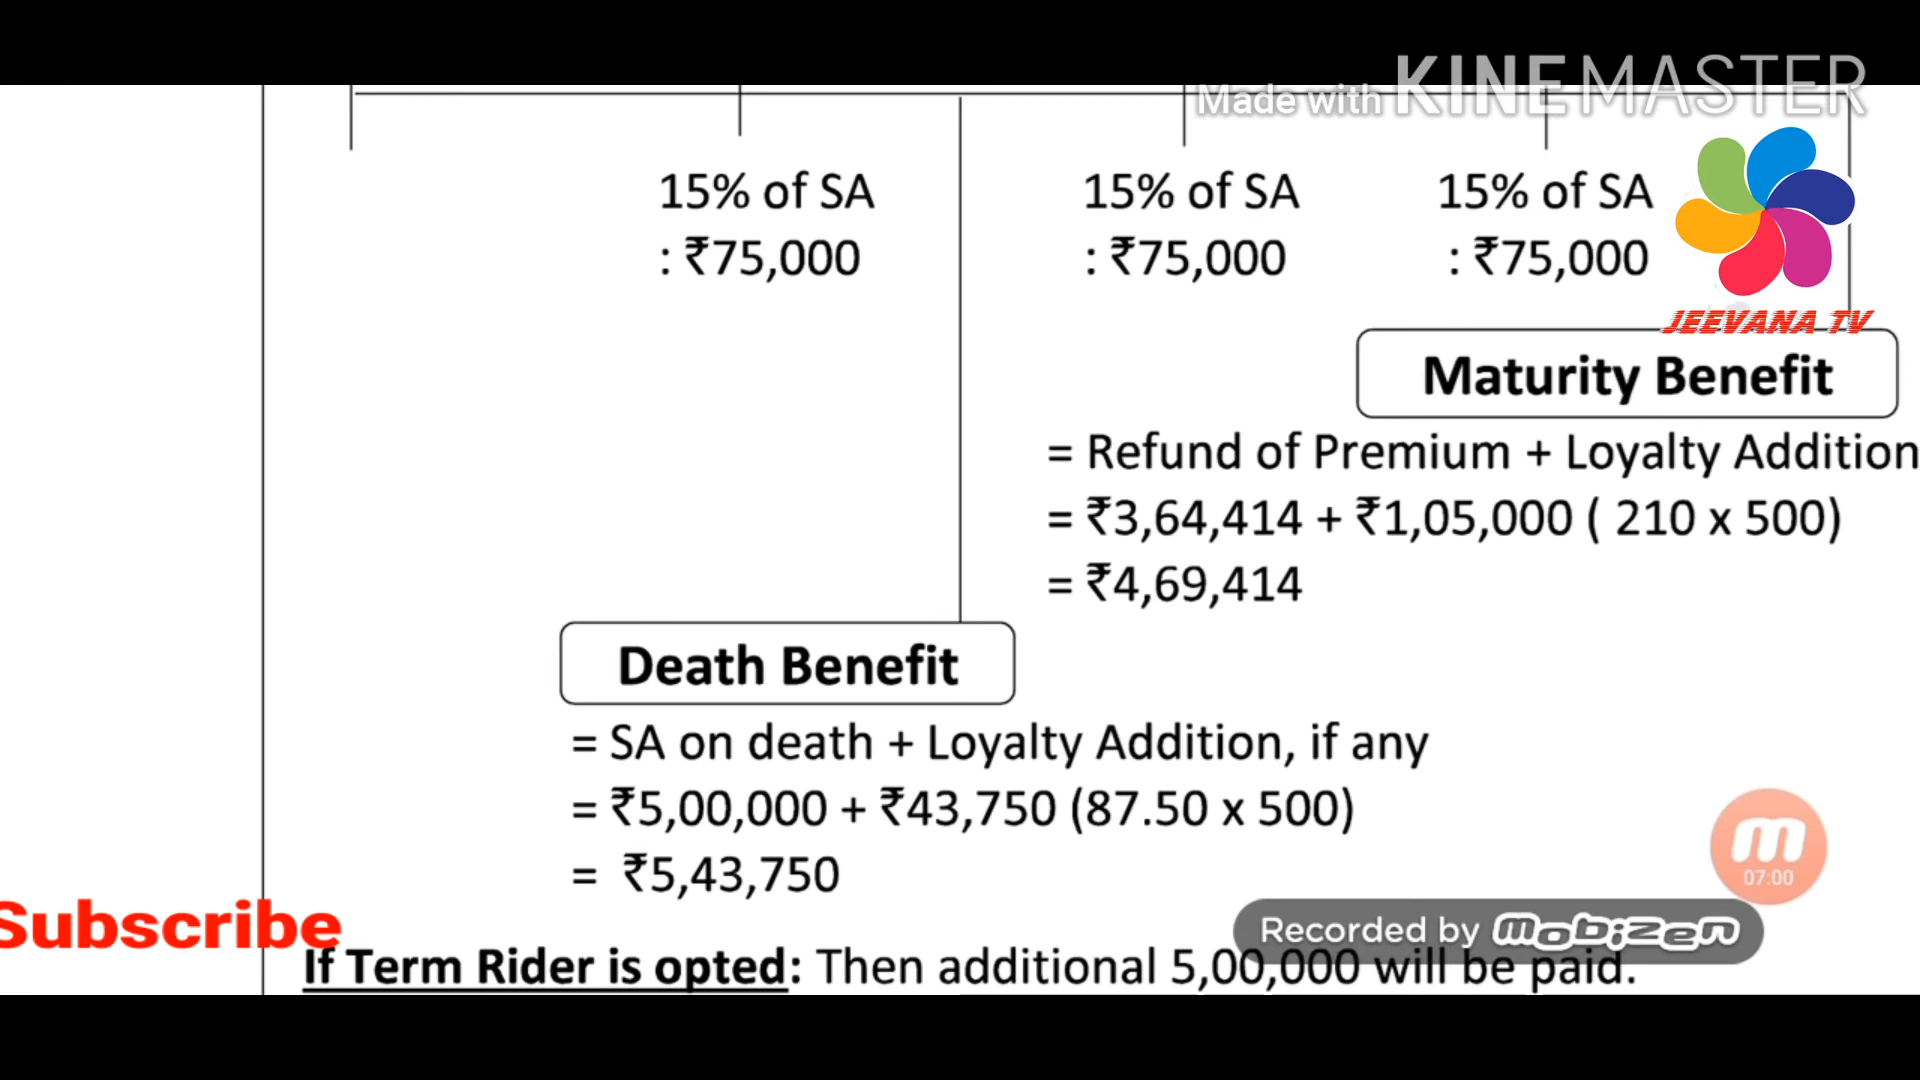 Made with KINEMASTER
15% of SA 15% of SA 15% of SA
: ₹75,000 : ₹75,000 : ₹75,000
JEEVANA TV
Maturity Benefit
= Refund of Premium + Loyalty Addition
= ₹3,64,414 + ₹1,05,000 ( 210 x 500)
= ₹4,69,414
Death Benefit
= SA on death + Loyalty Addition, if any
= ₹5,00,000 + ₹43,750 (87.50 x 500)
= ₹5,43,750
07:00
Subscribe
Recorded by mobizen
If Term Rider is opted: Then additional 5,00,000 will be paid.